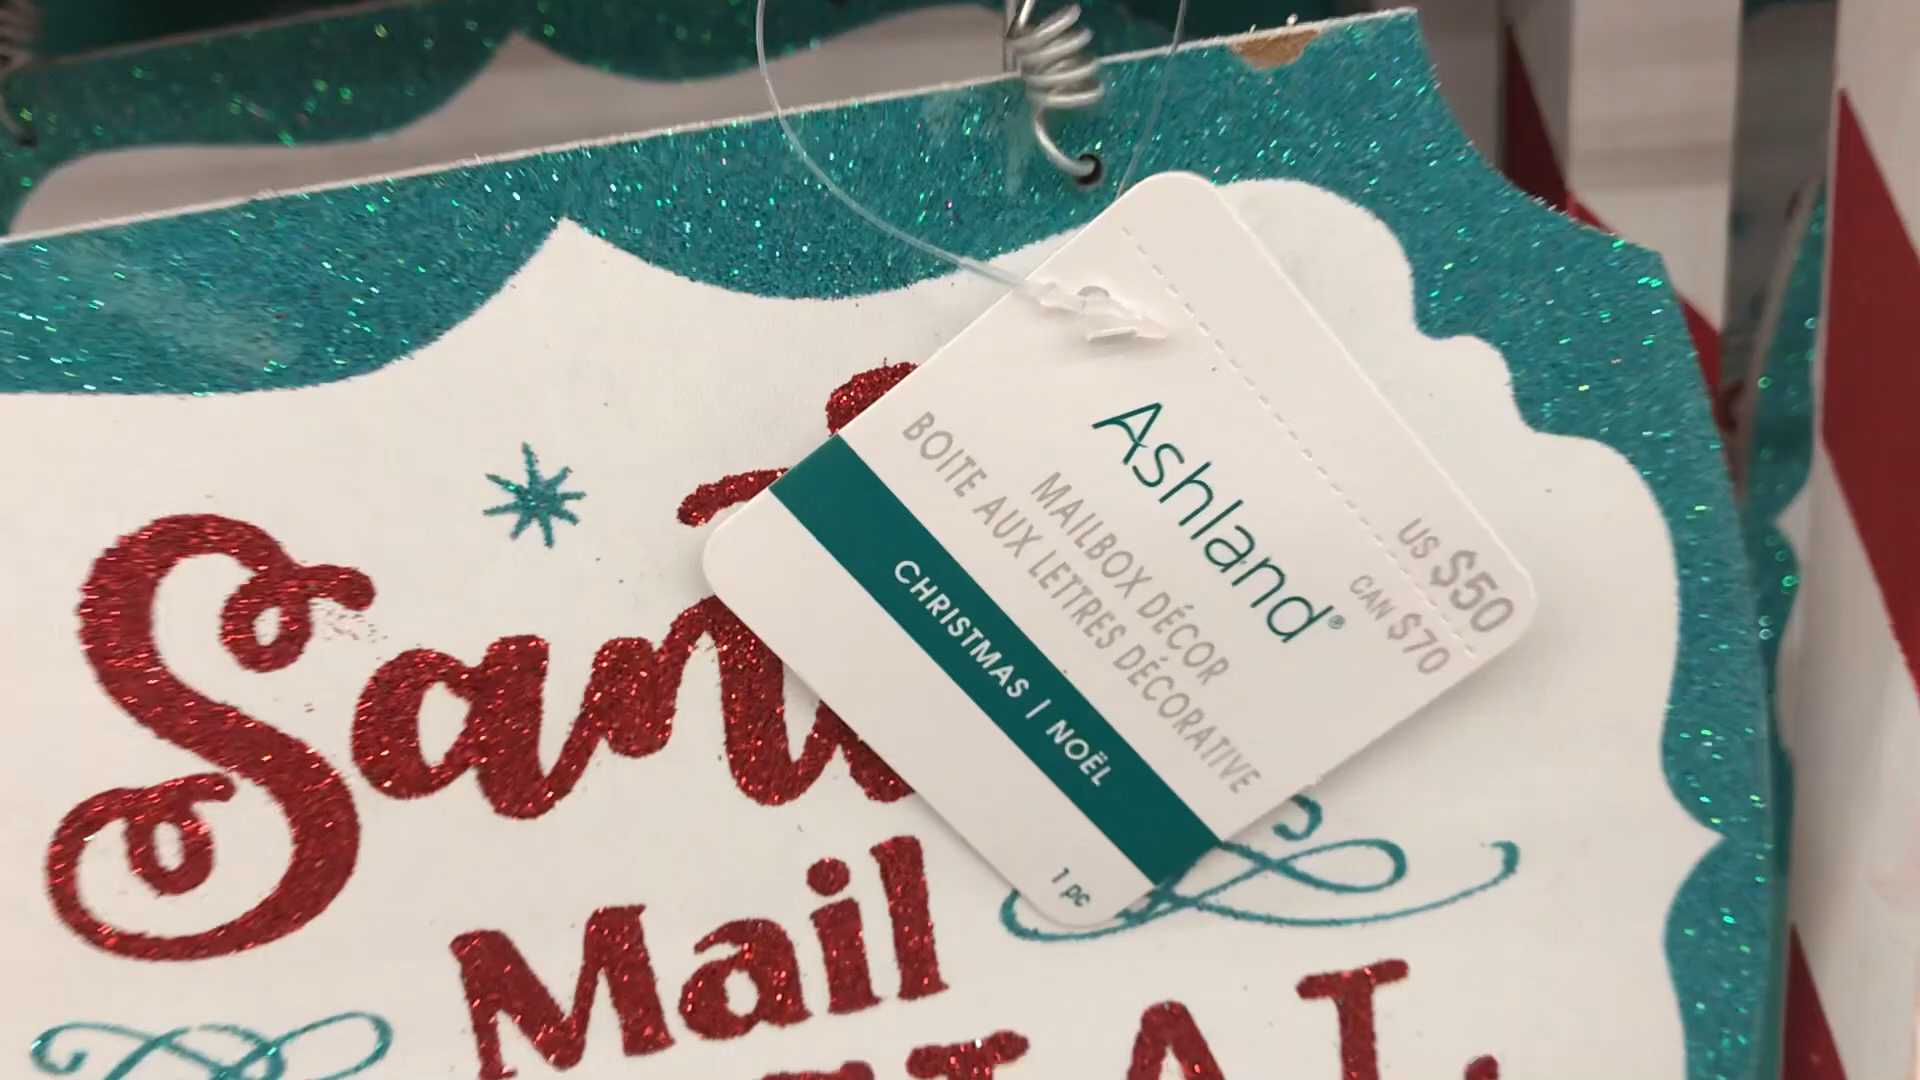 US $50
CAN $70
Ashland®
MAILBOX DÉCOR
BOITE AUX LETTRES DÉCORATIVE
CHRISTMAS | NOËL
1 pc
Mail